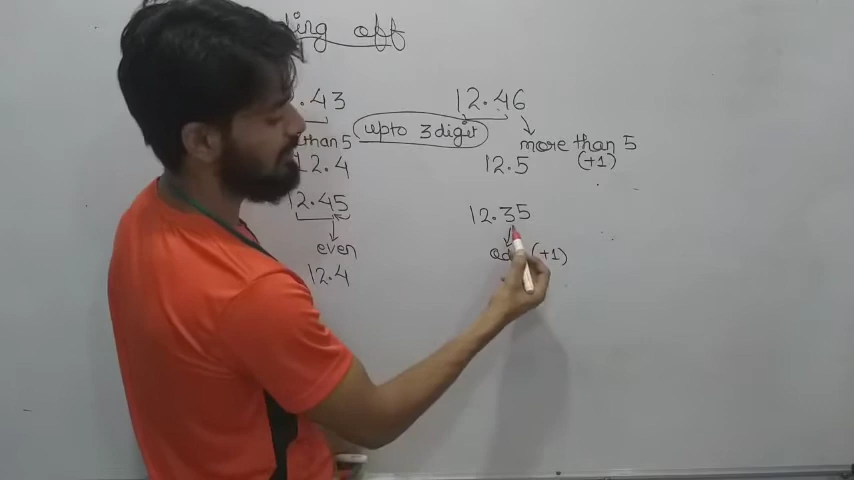 ding off
.43
than 5
12.4
12.45
even
12.4
upto 3 digit
12.46
more than 5
(+1)
12.5
12.35
(+1)